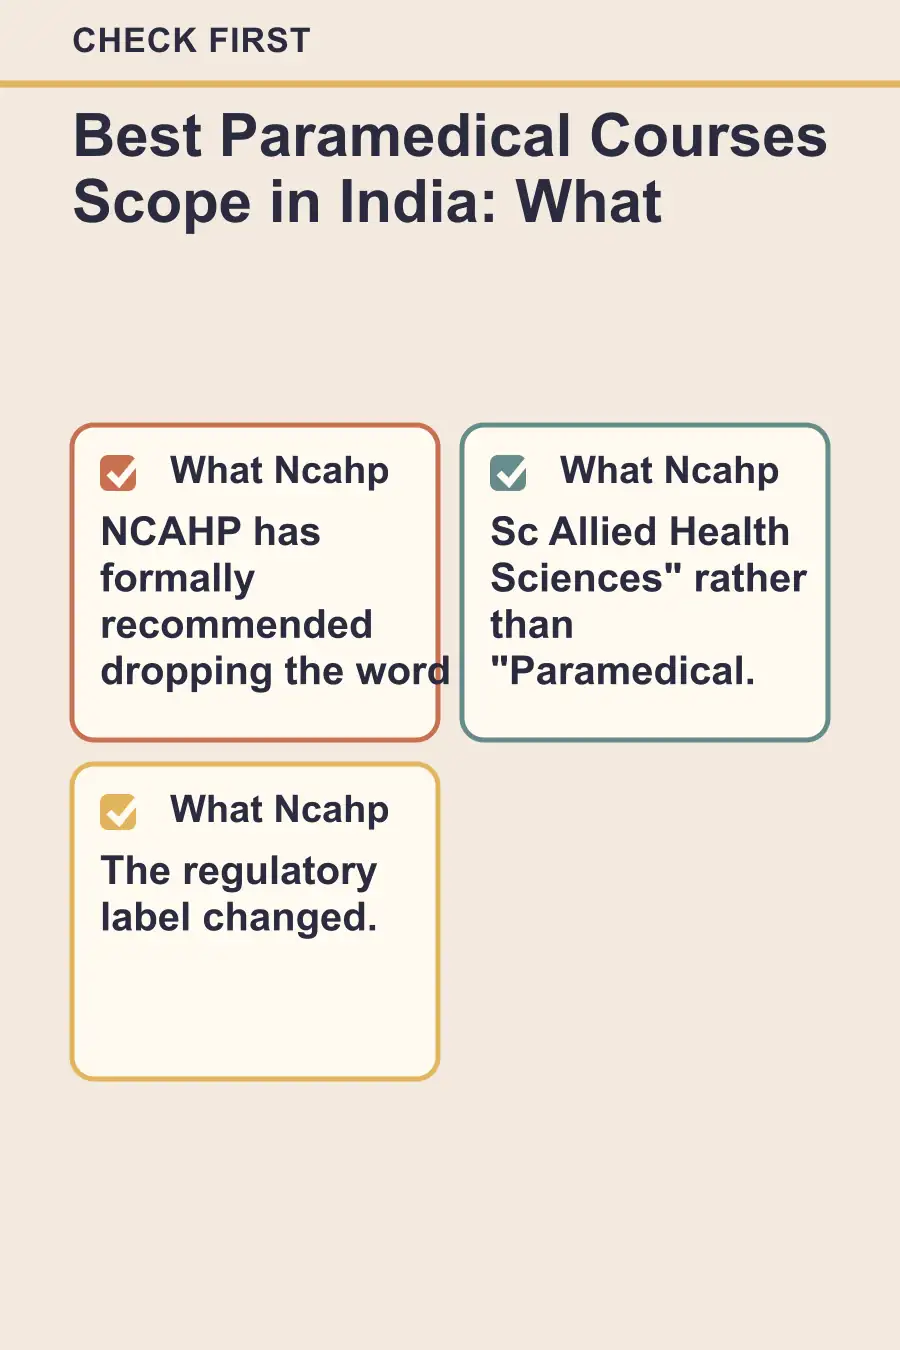 CHECK FIRST
Best Paramedical Courses
Scope in India: What
What Ncahp
NCAHP has
formally
recommended
dropping the word
What Ncahp
Sc Allied Health
Sciences" rather
than
"Paramedical.
What Ncahp
The regulatory
label changed.